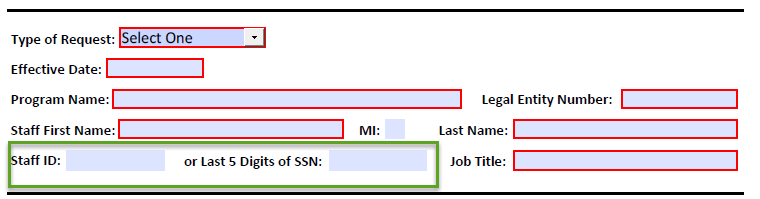 Type of Request: Select One
Effective Date:
Program Name: Legal Entity Number:
Staff First Name: MI: Last Name:
Staff ID: or Last 5 Digits of SSN: Job Title: